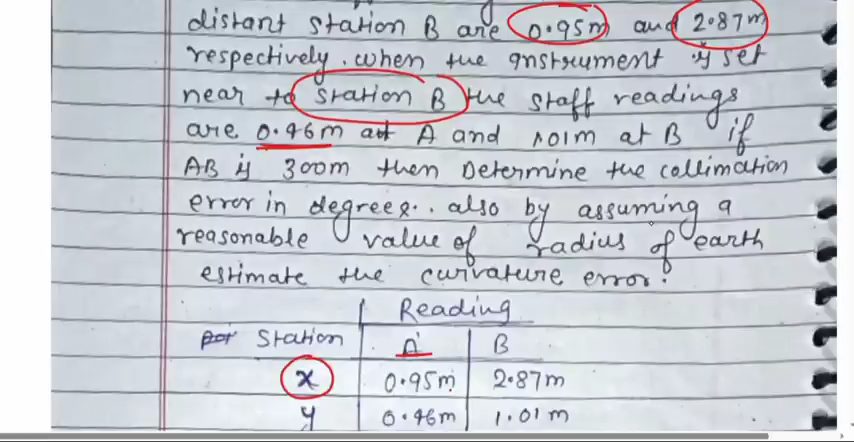 distant station B are 0.95m and 2.87m
respectively. when the instrument is set
near to station B the staff readings
are 0.46m at A and 1.01m at B if
AB is 300m then Determine the collimation
error in degrees. also by assuming a
reasonable value of radius of earth
estimate the curvature error?
Reading
Station A B
x 0.95m 2.87m
y 0.46m 1.01m